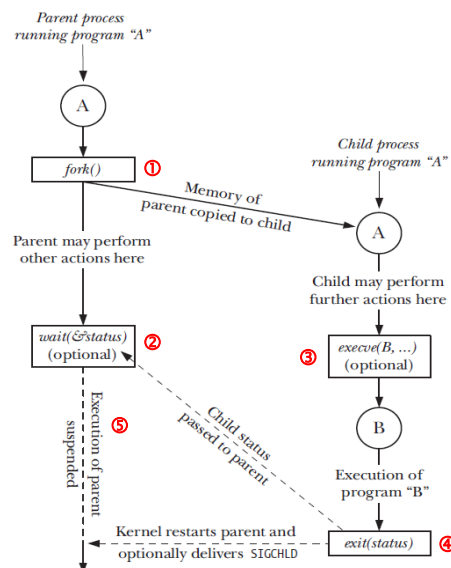 Parent process
running program “A”
A
fork()
①
Memory of
parent copied to child
Child process
running program “A”
A
Parent may perform
other actions here
Child may perform
further actions here
wait(&status)
(optional)
②
③
execve(B, ...)
(optional)
Execution of parent
suspended
⑤
Child status
passed to parent
B
Execution of
program “B”
Kernel restarts parent and
optionally delivers SIGCHLD
exit(status)
④